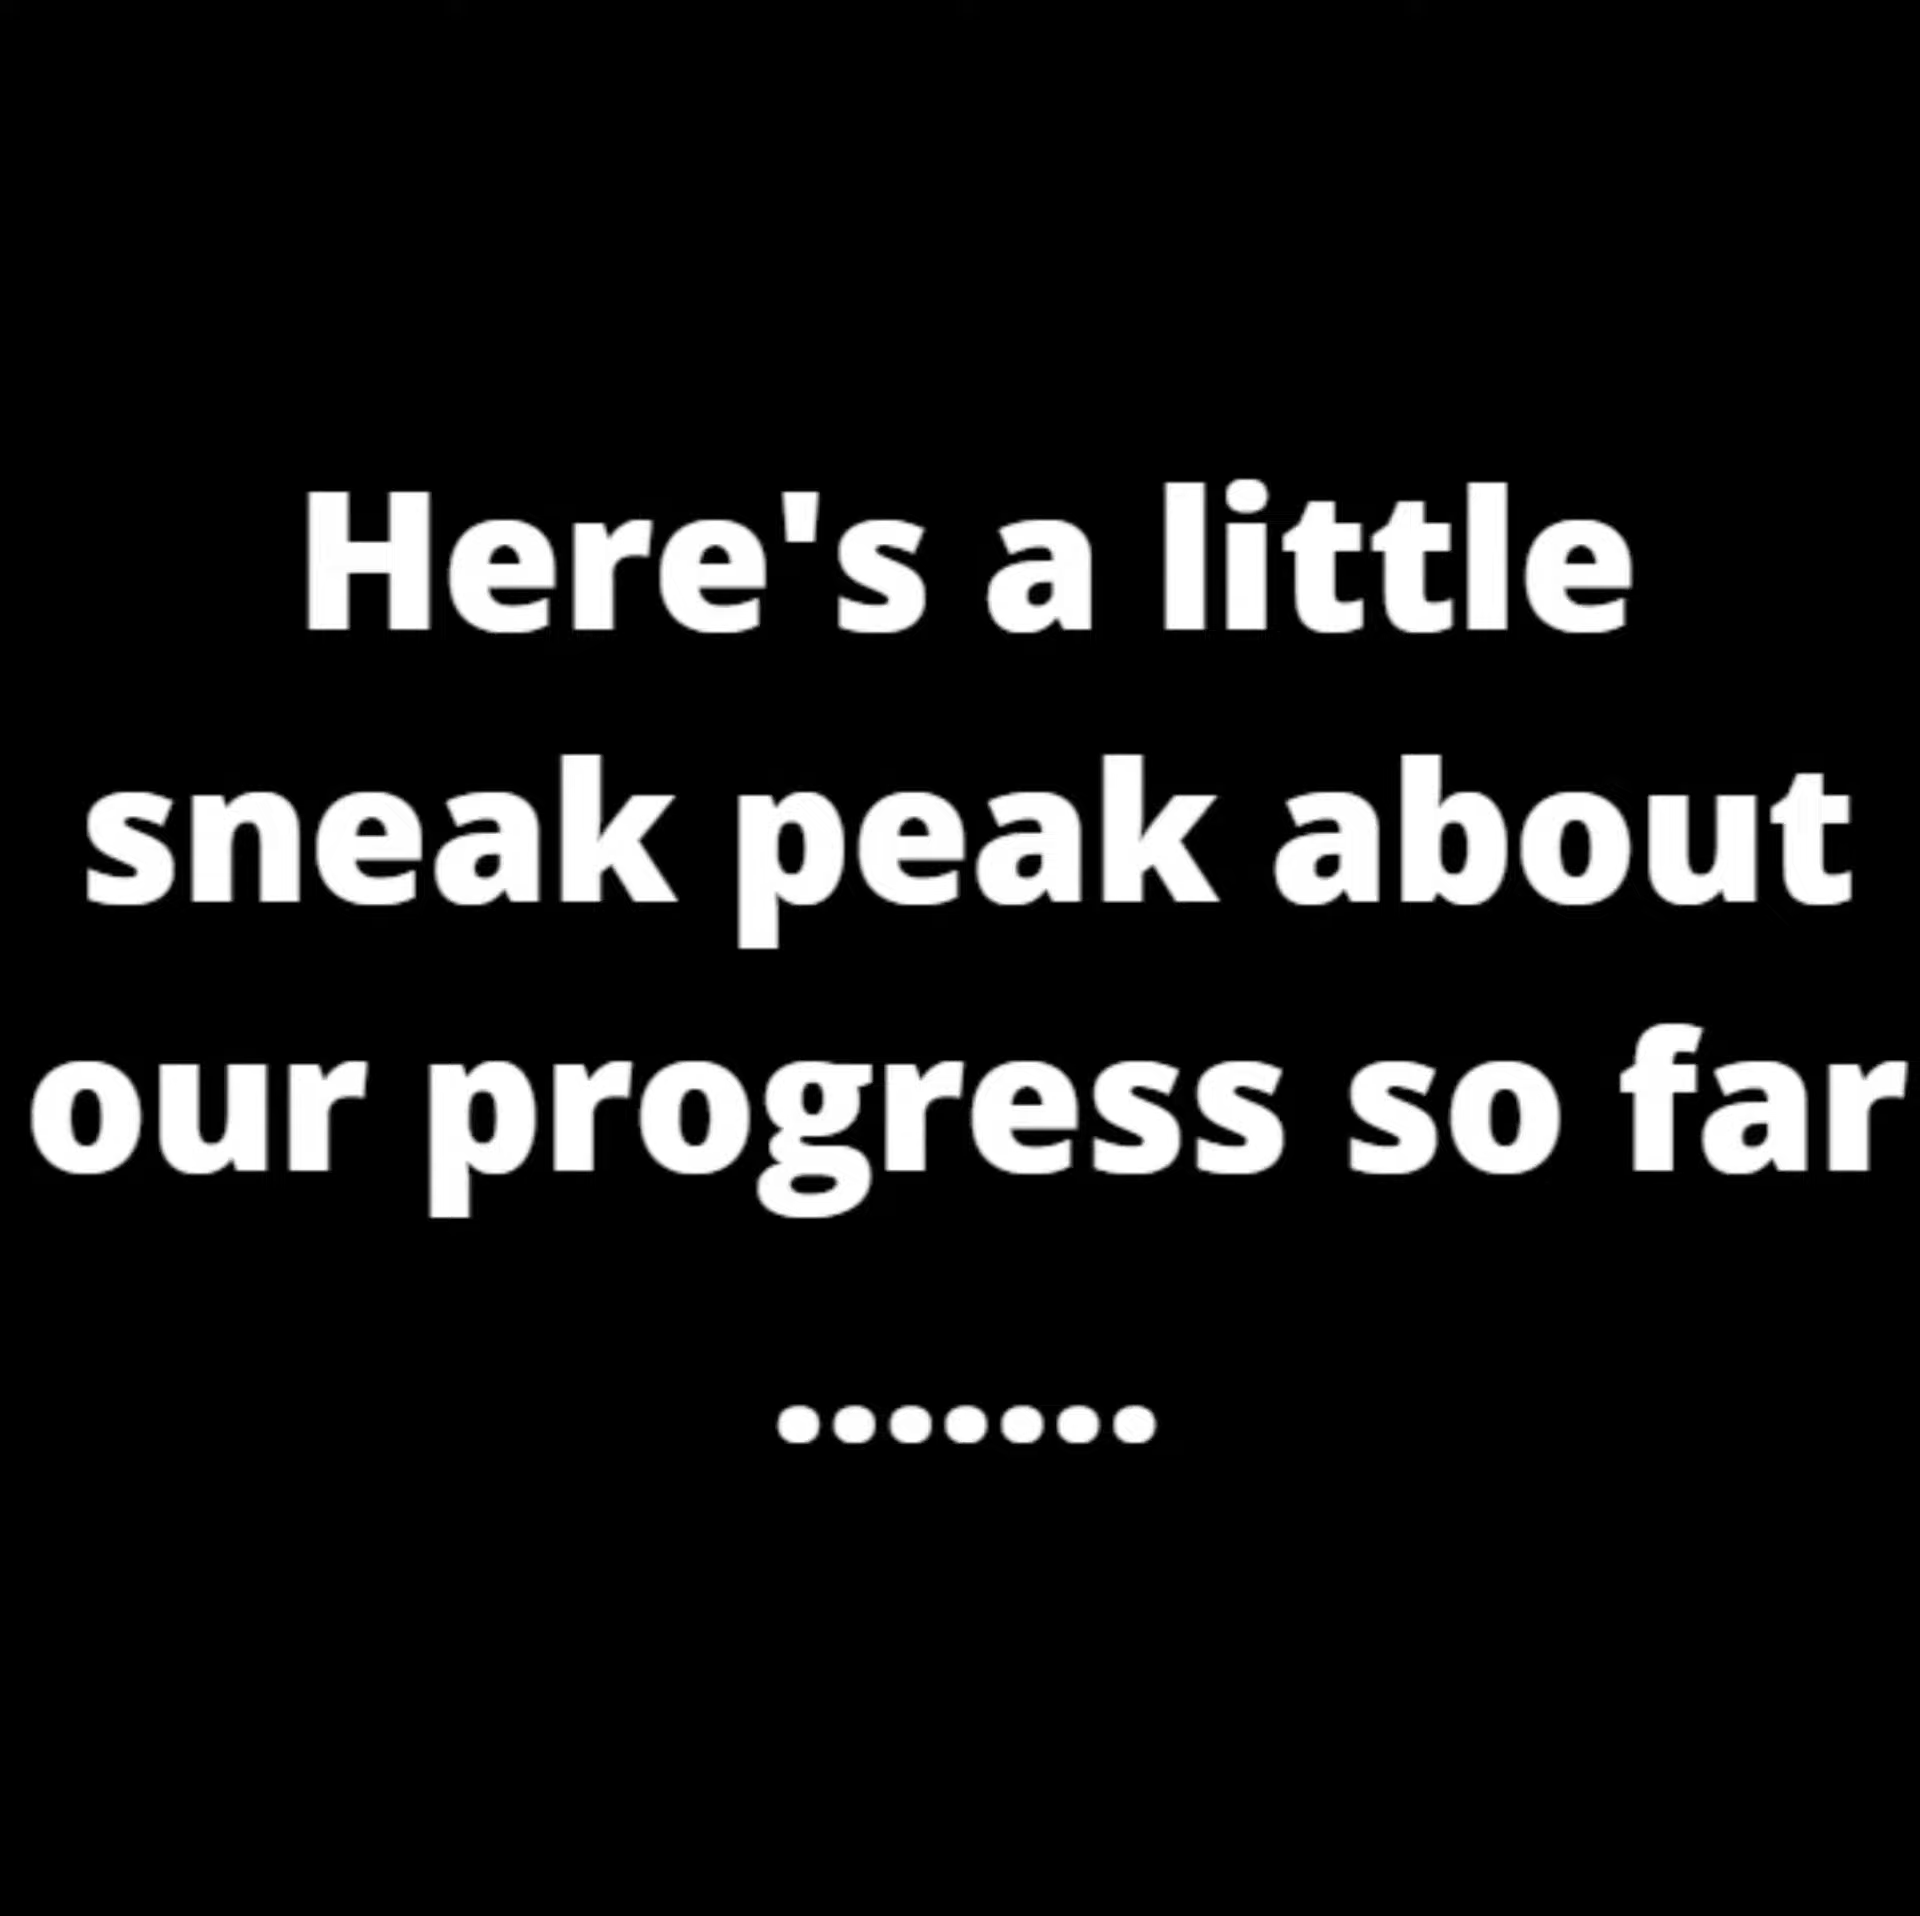 Here's a little
sneak peak about
our progress so far
.......